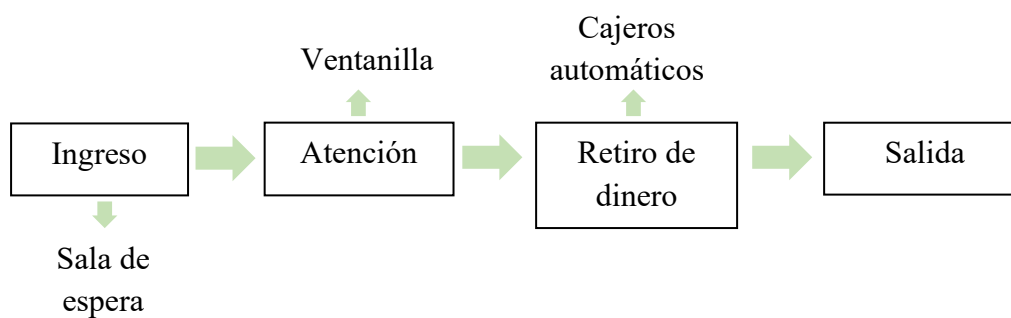 Cajeros
automáticos
Ventanilla
Ingreso
Atención
Retiro de
dinero
Salida
Sala de
espera